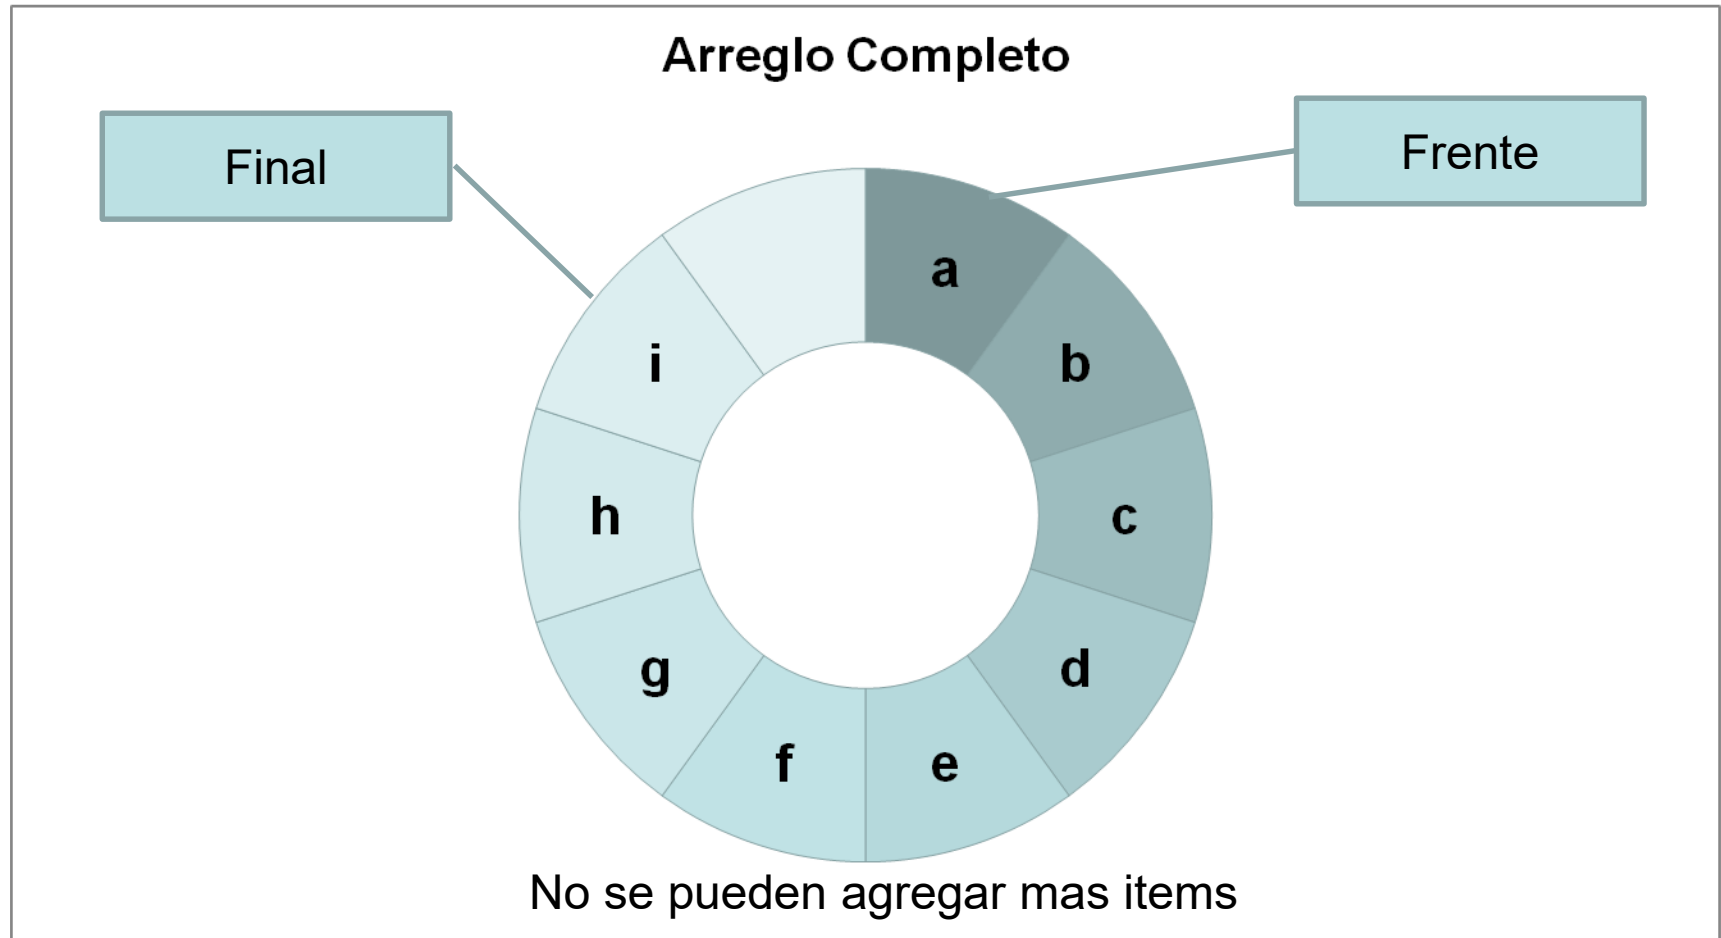 Arreglo Completo
Final
Frente
a
b
c
d
e
f
g
h
i
No se pueden agregar mas items